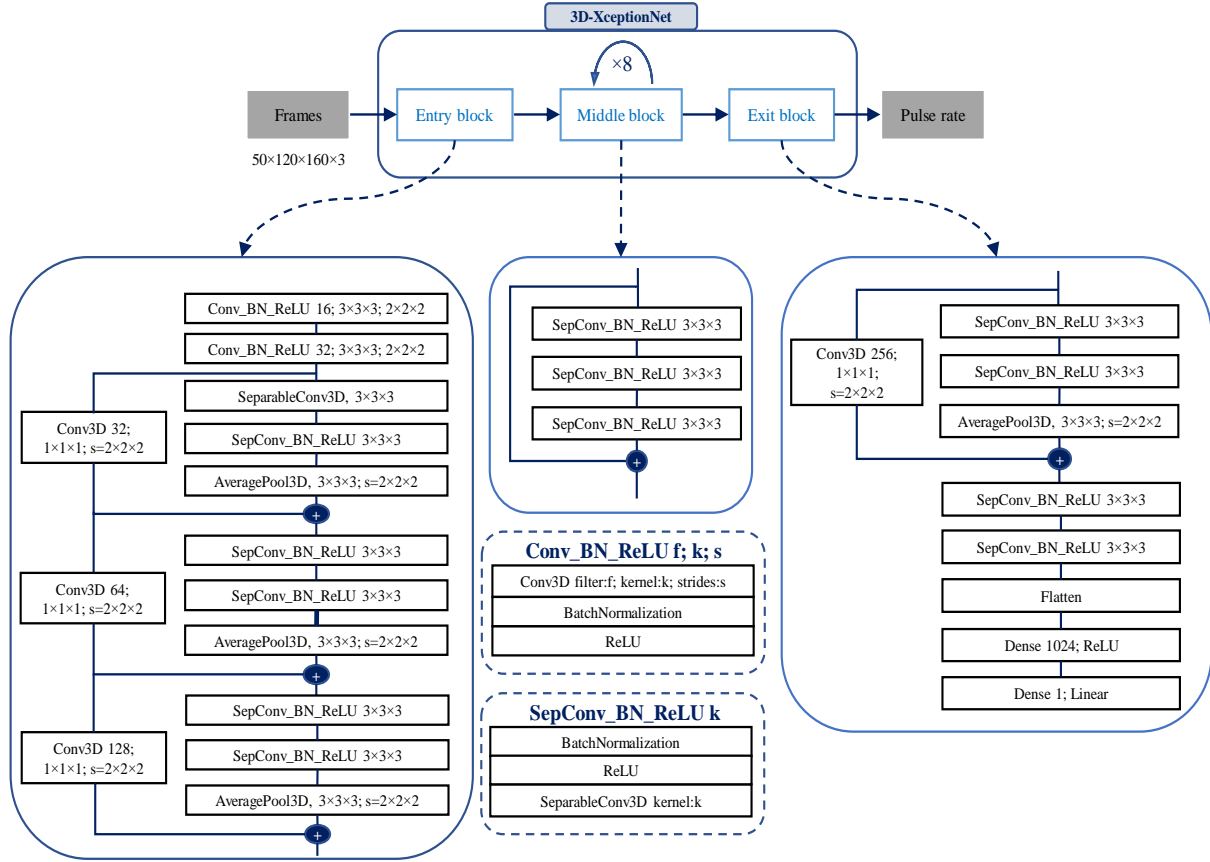 3D-XceptionNet
×8
Frames
Entry block
Middle block
Exit block
Pulse rate
50×120×160×3
Conv_BN_ReLU 16; 3×3×3; 2×2×2
Conv_BN_ReLU 32; 3×3×3; 2×2×2
SeparableConv3D, 3×3×3
Conv3D 32;
1×1×1; s=2×2×2
SepConv_BN_ReLU 3×3×3
AveragePool3D, 3×3×3; s=2×2×2
+
SepConv_BN_ReLU 3×3×3
Conv3D 64;
1×1×1; s=2×2×2
SepConv_BN_ReLU 3×3×3
AveragePool3D, 3×3×3; s=2×2×2
+
SepConv_BN_ReLU 3×3×3
Conv3D 128;
1×1×1; s=2×2×2
SepConv_BN_ReLU 3×3×3
AveragePool3D, 3×3×3; s=2×2×2
+
SepConv_BN_ReLU 3×3×3
SepConv_BN_ReLU 3×3×3
SepConv_BN_ReLU 3×3×3
+
Conv_BN_ReLU f; k; s
Conv3D filter:f; kernel:k; strides:s
BatchNormalization
ReLU
SepConv_BN_ReLU k
BatchNormalization
ReLU
SeparableConv3D kernel:k
SepConv_BN_ReLU 3×3×3
Conv3D 256;
1×1×1;
s=2×2×2
SepConv_BN_ReLU 3×3×3
AveragePool3D, 3×3×3; s=2×2×2
+
SepConv_BN_ReLU 3×3×3
SepConv_BN_ReLU 3×3×3
Flatten
Dense 1024; ReLU
Dense 1; Linear